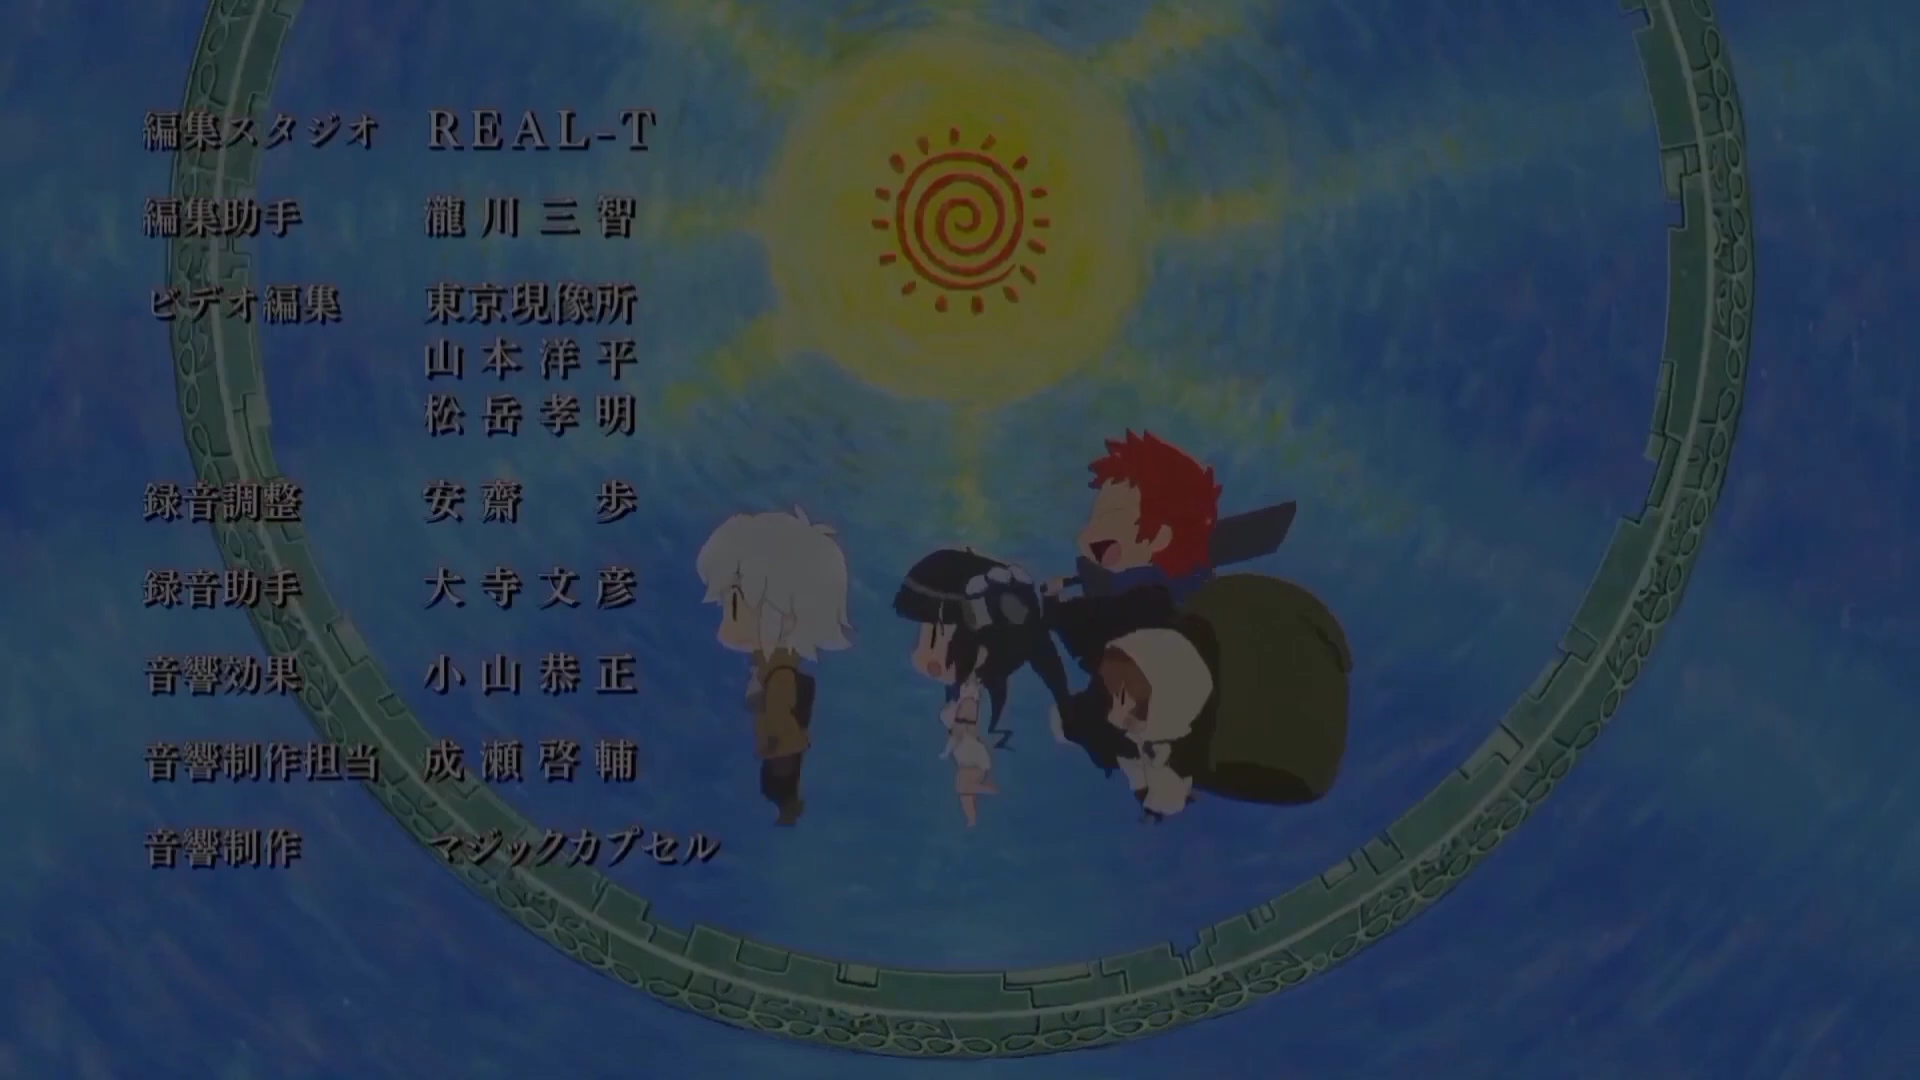 編集スタジオ REAL-T
編集助手 瀧川三智
ビデオ編集 東京現像所
山本洋平
松岳孝明
録音調整 安齋 歩
録音助手 大寺文彦
音響効果 小山恭正
音響制作担当 成瀬啓輔
音響制作 マジックカプセル